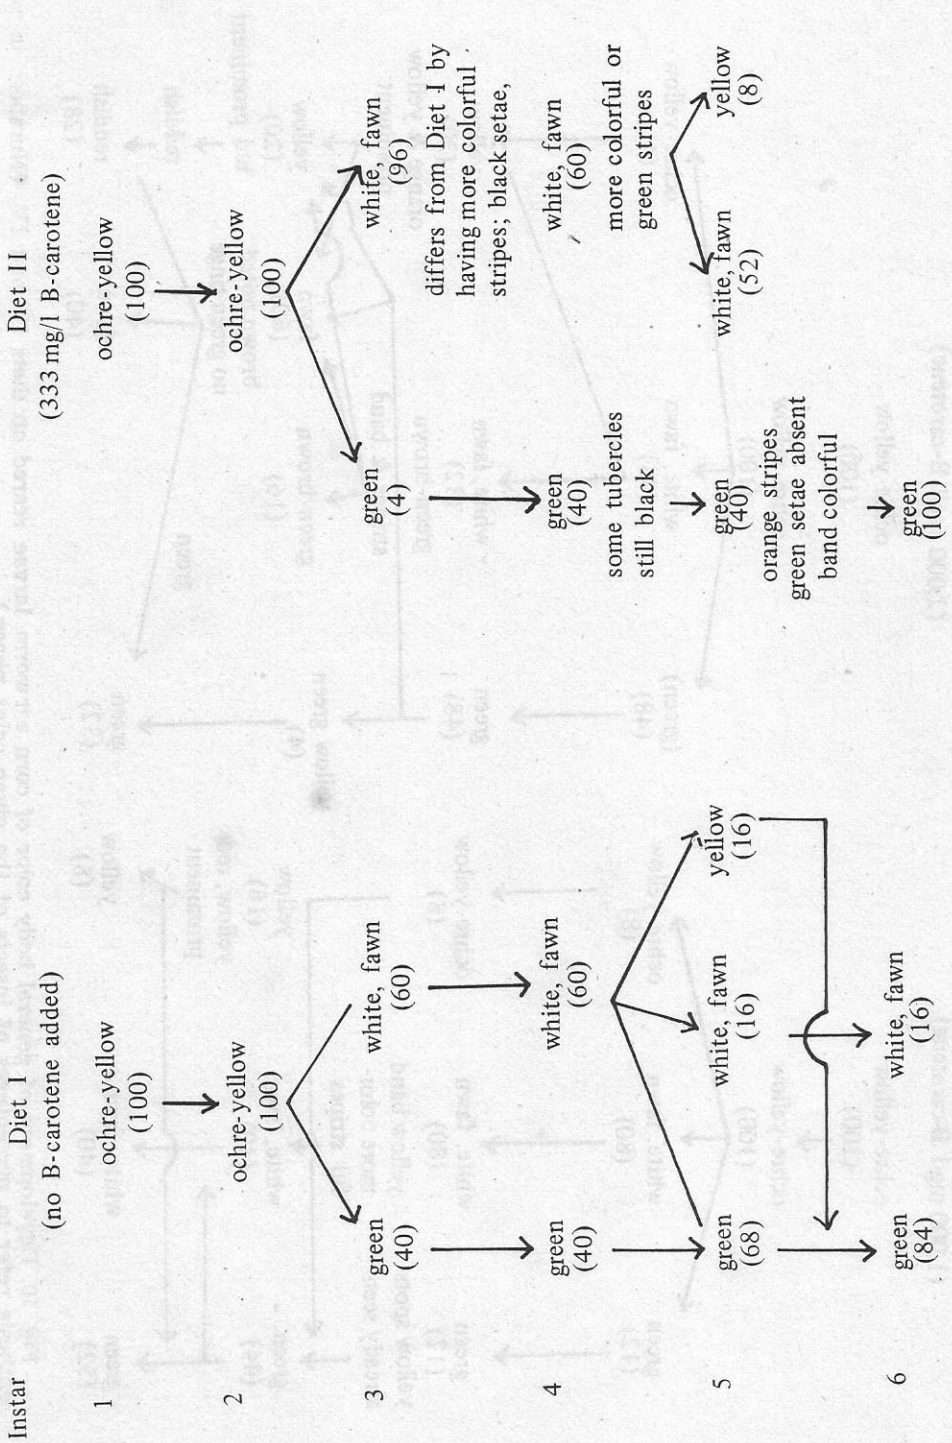 Instar
Diet I
(no B-carotene added)
Diet II
(333 mg/l B-carotene)
1
ochre-yellow
(100)
ochre-yellow
(100)
2
ochre-yellow
(100)
ochre-yellow
(100)
3
green
(40)
white, fawn
(60)
green
(4)
white, fawn
(96)
differs from Diet I by
having more colorful
stripes; black setae,
4
green
(40)
white, fawn
(60)
green
(40)
some tubercles
still black
white, fawn
(60)
more colorful or
green stripes
5
green
(68)
white, fawn
(16)
yellow
(16)
green
(40)
orange stripes
green setae absent
band colorful
white, fawn
(52)
yellow
(8)
6
green
(84)
white, fawn
(16)
green
(100)